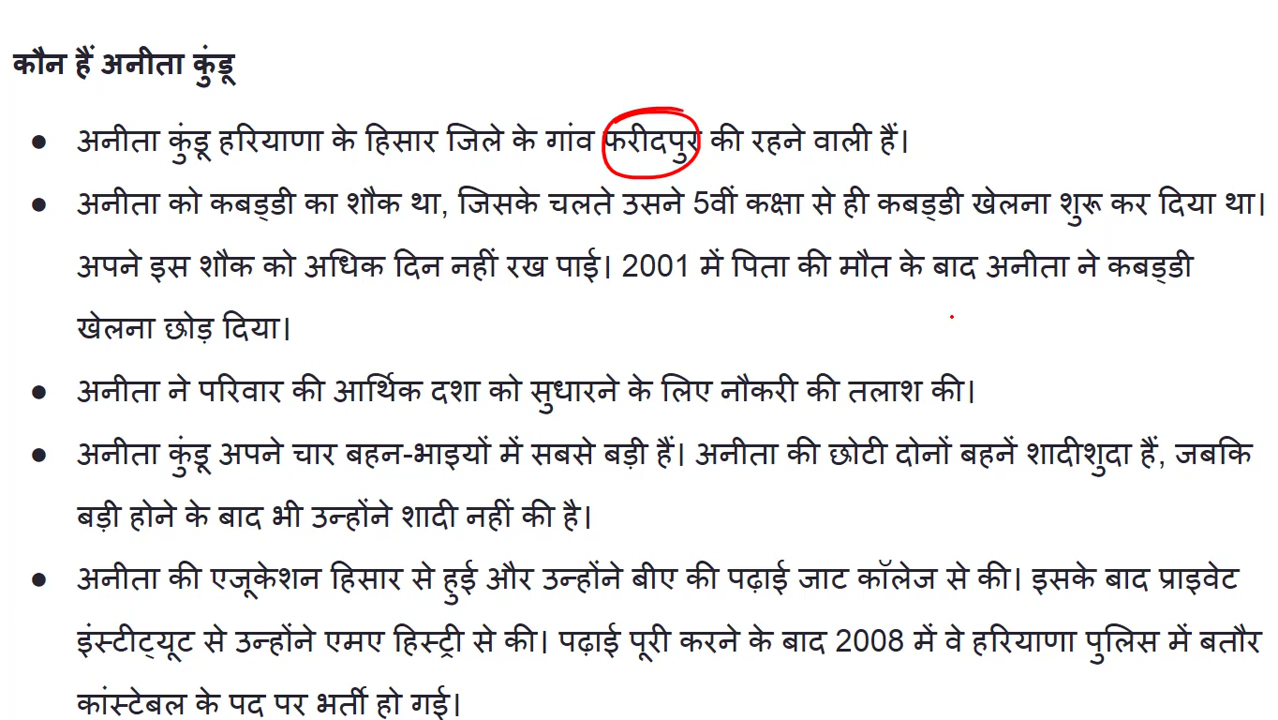 कौन हैं अनीता कुंडू
● अनीता कुंडू हरियाणा के हिसार जिले के गांव फरीदपुर की रहने वाली हैं।
● अनीता को कबड्डी का शौक था, जिसके चलते उसने 5वीं कक्षा से ही कबड्डी खेलना शुरू कर दिया था।
अपने इस शौक को अधिक दिन नहीं रख पाई। 2001 में पिता की मौत के बाद अनीता ने कबड्डी
खेलना छोड़ दिया।
● अनीता ने परिवार की आर्थिक दशा को सुधारने के लिए नौकरी की तलाश की।
● अनीता कुंडू अपने चार बहन-भाइयों में सबसे बड़ी हैं। अनीता की छोटी दोनों बहनें शादीशुदा हैं, जबकि
बड़ी होने के बाद भी उन्होंने शादी नहीं की है।
● अनीता की एजूकेशन हिसार से हुई और उन्होंने बीए की पढ़ाई जाट कॉलेज से की। इसके बाद प्राइवेट
इंस्टीट्यूट से उन्होंने एमए हिस्ट्री से की। पढ़ाई पूरी करने के बाद 2008 में वे हरियाणा पुलिस में बतौर
कांस्टेबल के पद पर भर्ती हो गई।